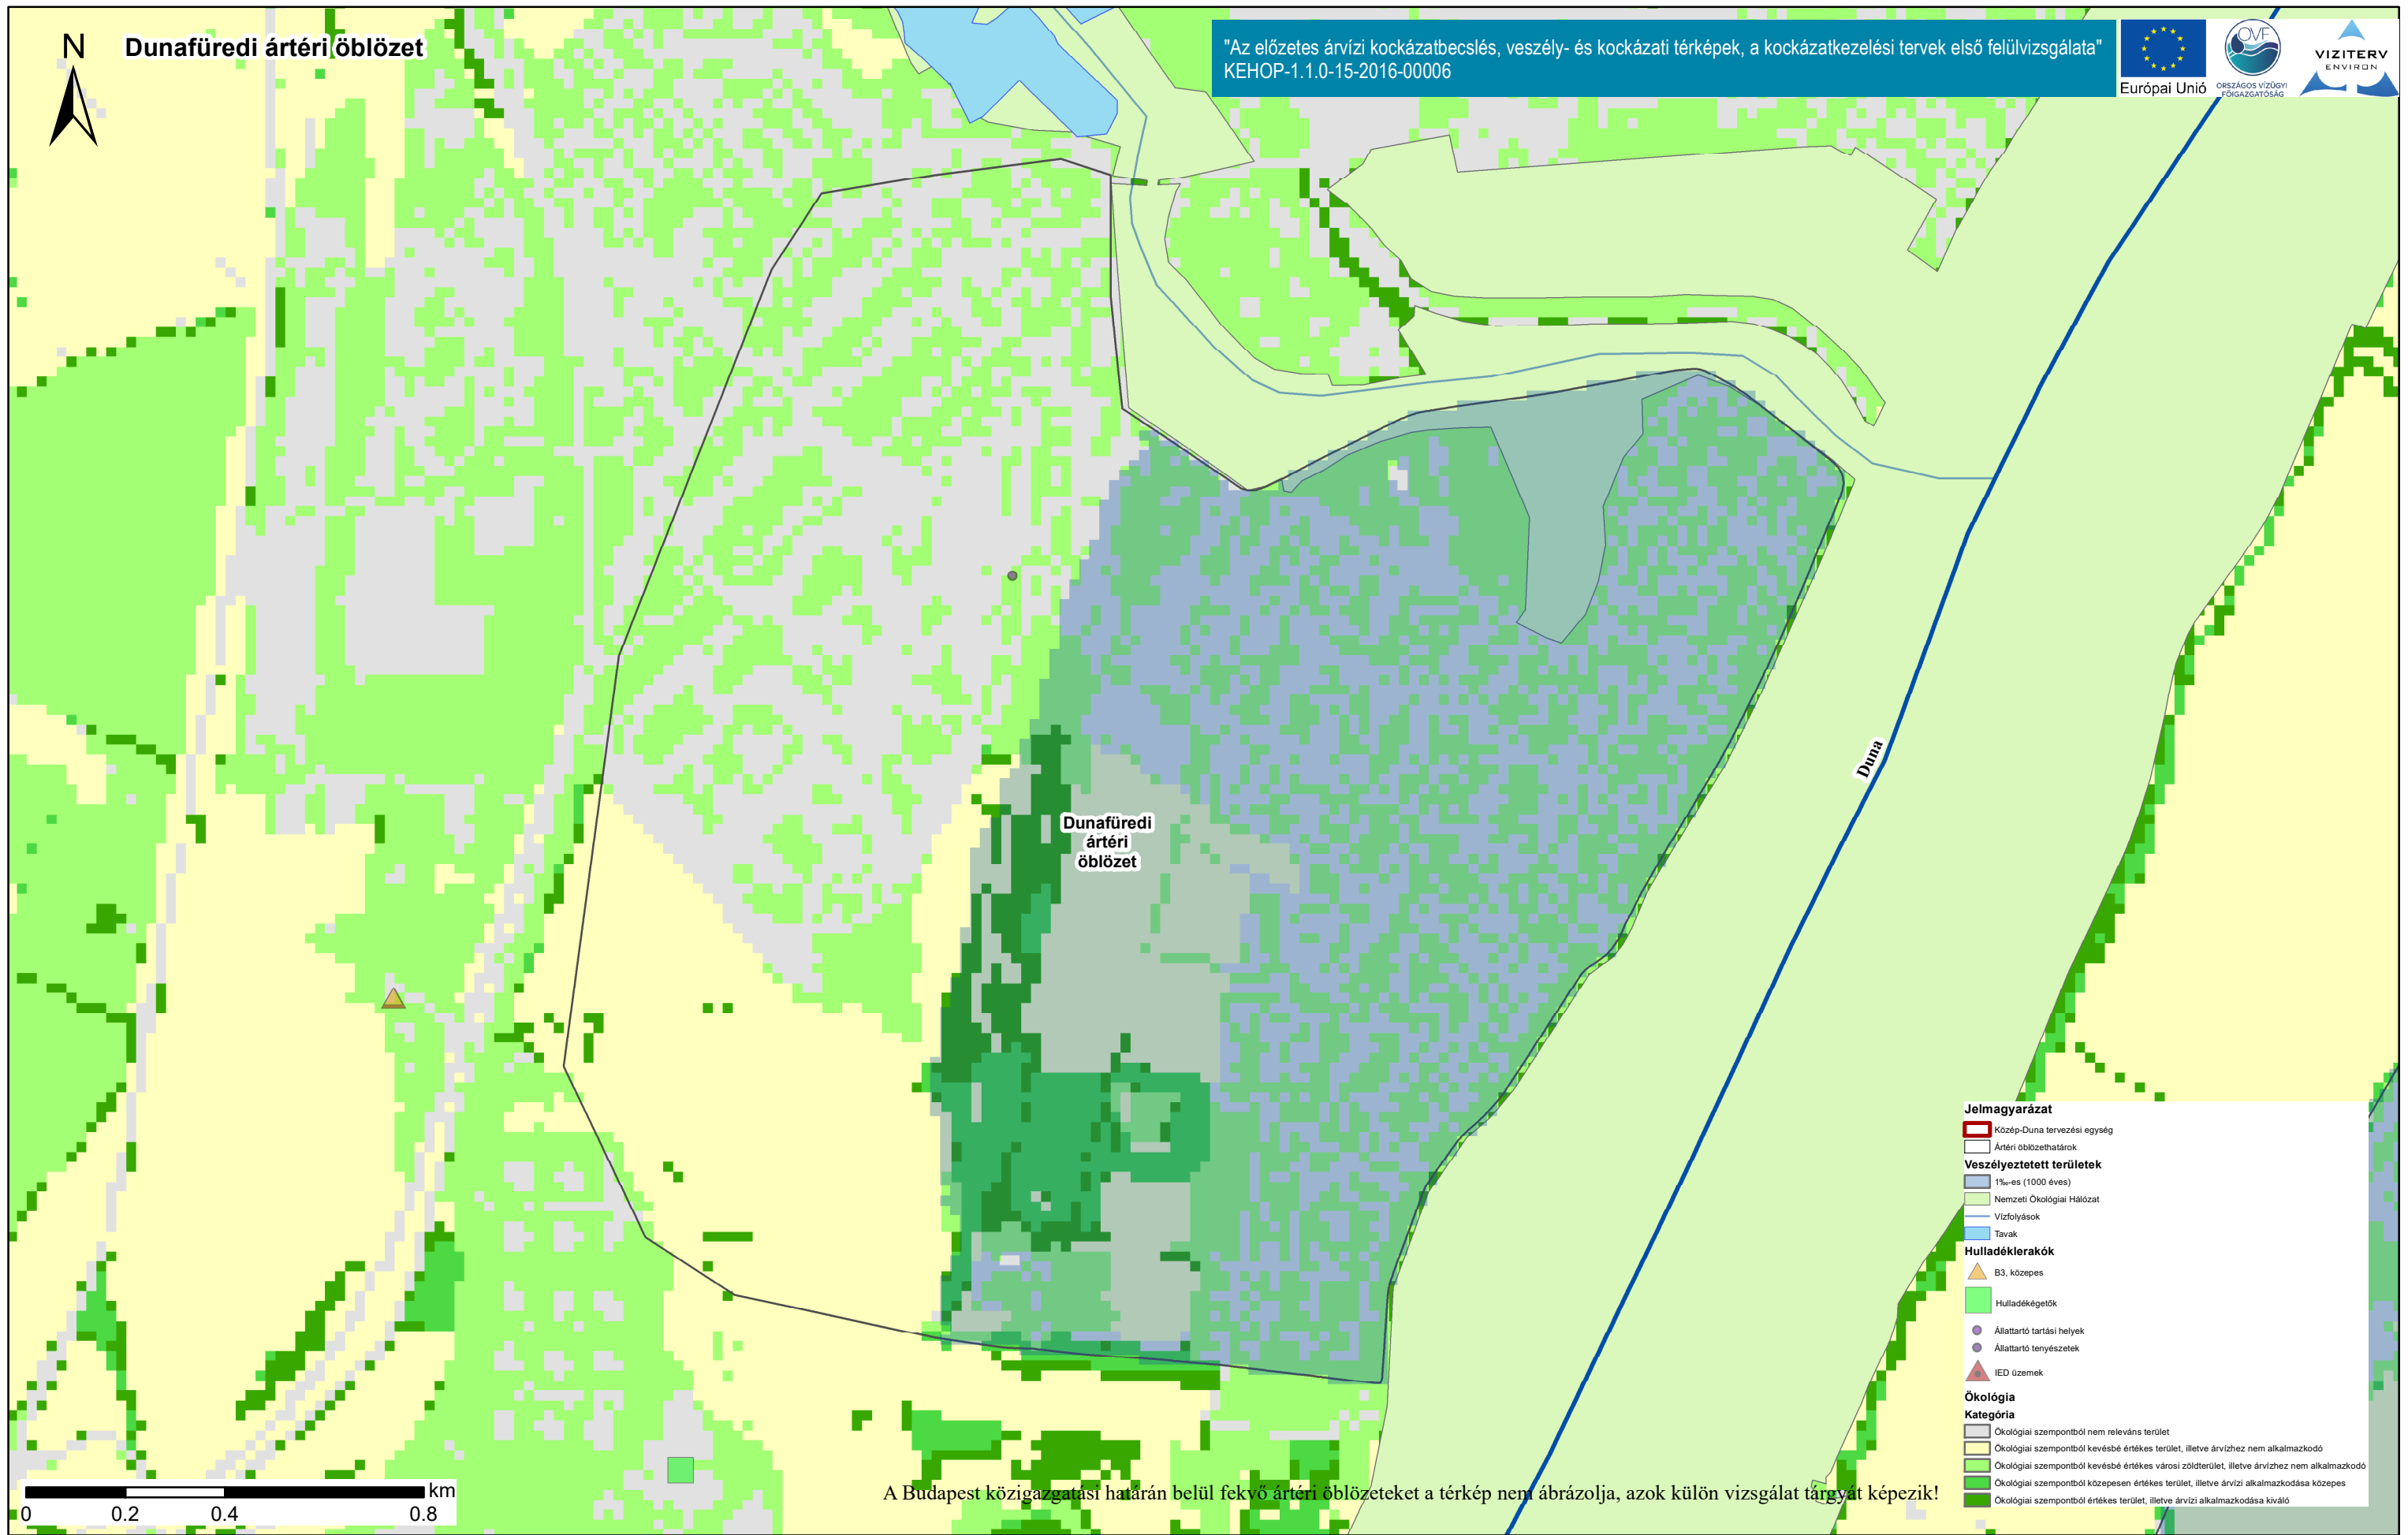 N
Dunafüredi ártéri öblözet
"Az előzetes árvízi kockázatbecslés, veszély- és kockázati térképek, a kockázatkezelési tervek első felülvizsgálata"
KEHOP-1.1.0-15-2016-00006
Európai Unió
OVF
ORSZÁGOS VÍZÜGYI
FŐIGAZGATÓSÁG
VIZITERV
ENVIRON
Duna
Dunafüredi
ártéri
öblözet
Jelmagyarázat
Közép-Duna tervezési egység
Ártéri öblözethatárok
Veszélyeztetett területek
1‰-es (1000 éves)
Nemzeti Ökológiai Hálózat
Vízfolyások
Tavak
Hulladéklerakók
B3, közepes
Hulladékégetők
Állattartó tartási helyek
Állattartó tenyészetek
IED üzemek
Ökológia
Kategória
Ökológiai szempontból nem releváns terület
Ökológiai szempontból kevésbé értékes terület, illetve árvízhez nem alkalmazkodó
Ökológiai szempontból kevésbé értékes városi zöldterület, illetve árvízhez nem alkalmazkodó
Ökológiai szempontból közepesen értékes terület, illetve árvízi alkalmazkodása közepes
Ökológiai szempontból értékes terület, illetve árvízi alkalmazkodása kiváló
km
0 0.2 0.4 0.8
A Budapest közigazgatási határán belül fekvő ártéri öblözeteket a térkép nem ábrázolja, azok külön vizsgálat tárgyát képezik!